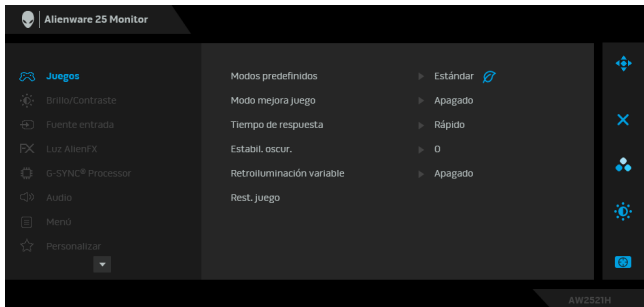 Alienware 25 Monitor
Juegos
Modos predefinidos Estándar
Brillo/Contraste
Modo mejora juego Apagado
Fuente entrada
Tiempo de respuesta Rápido
FX Luz AlienFX
Estabil. oscur. 0
G-SYNC® Processor
Retroiluminación variable Apagado
Audio
Rest. juego
Menú
Personalizar
AW2521H